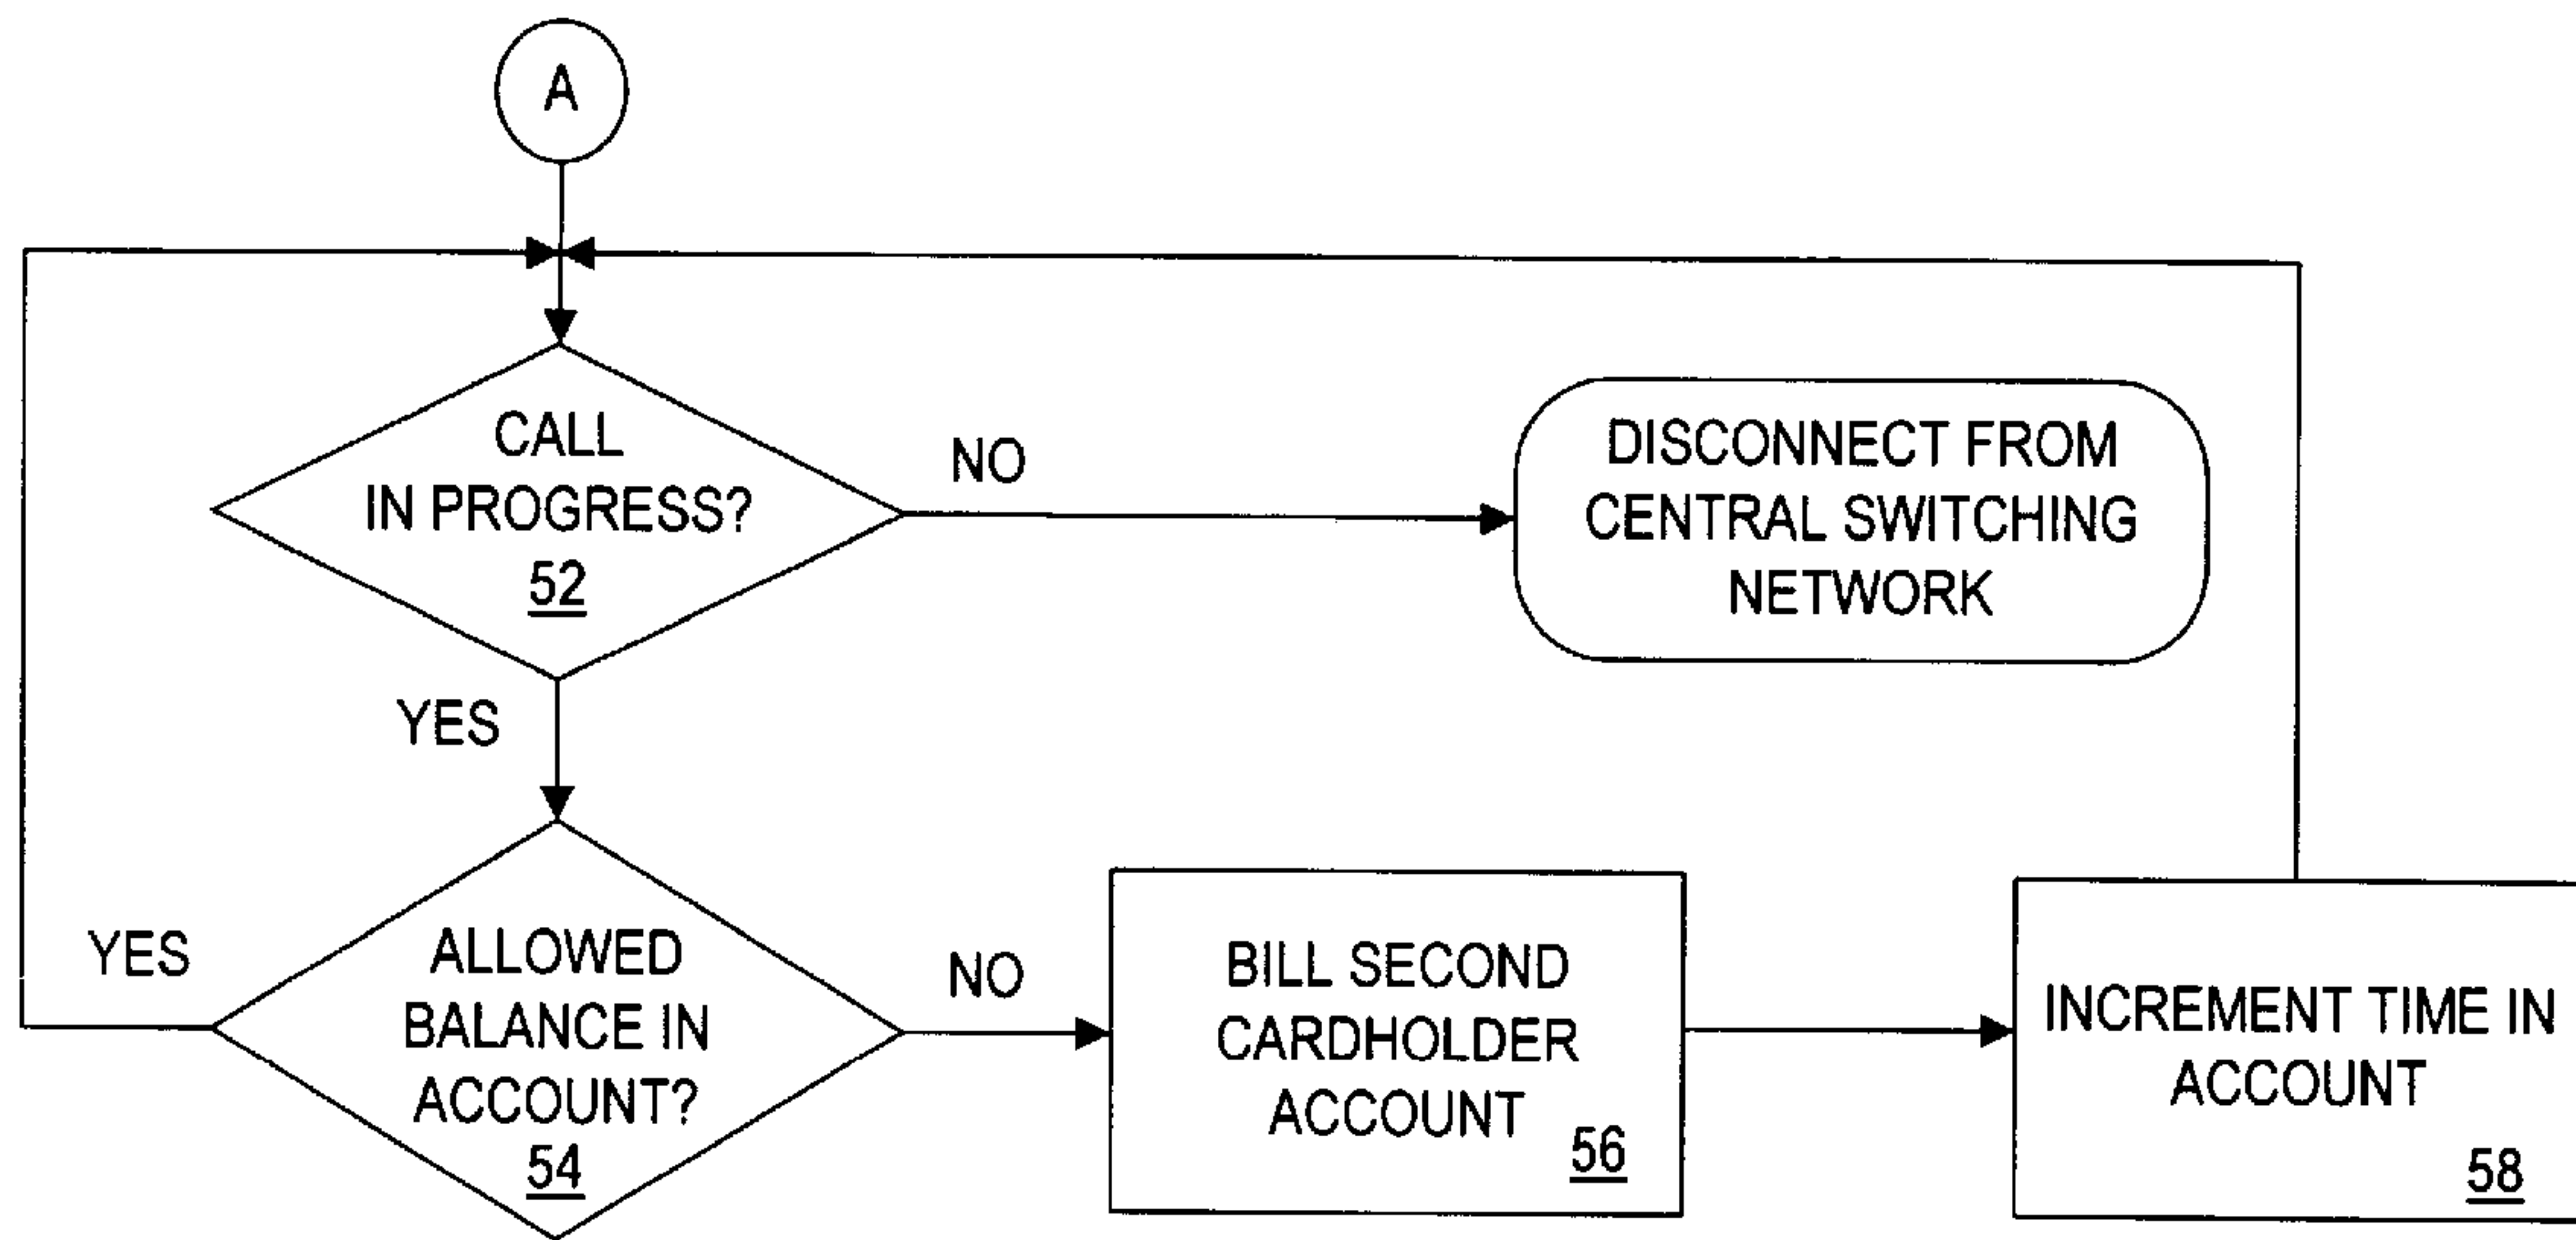 A
CALL
IN PROGRESS?
52
NO
DISCONNECT FROM
CENTRAL SWITCHING
NETWORK
YES
YES
ALLOWED
BALANCE IN
ACCOUNT?
54
NO
BILL SECOND
CARDHOLDER
ACCOUNT
56
INCREMENT TIME IN
ACCOUNT
58